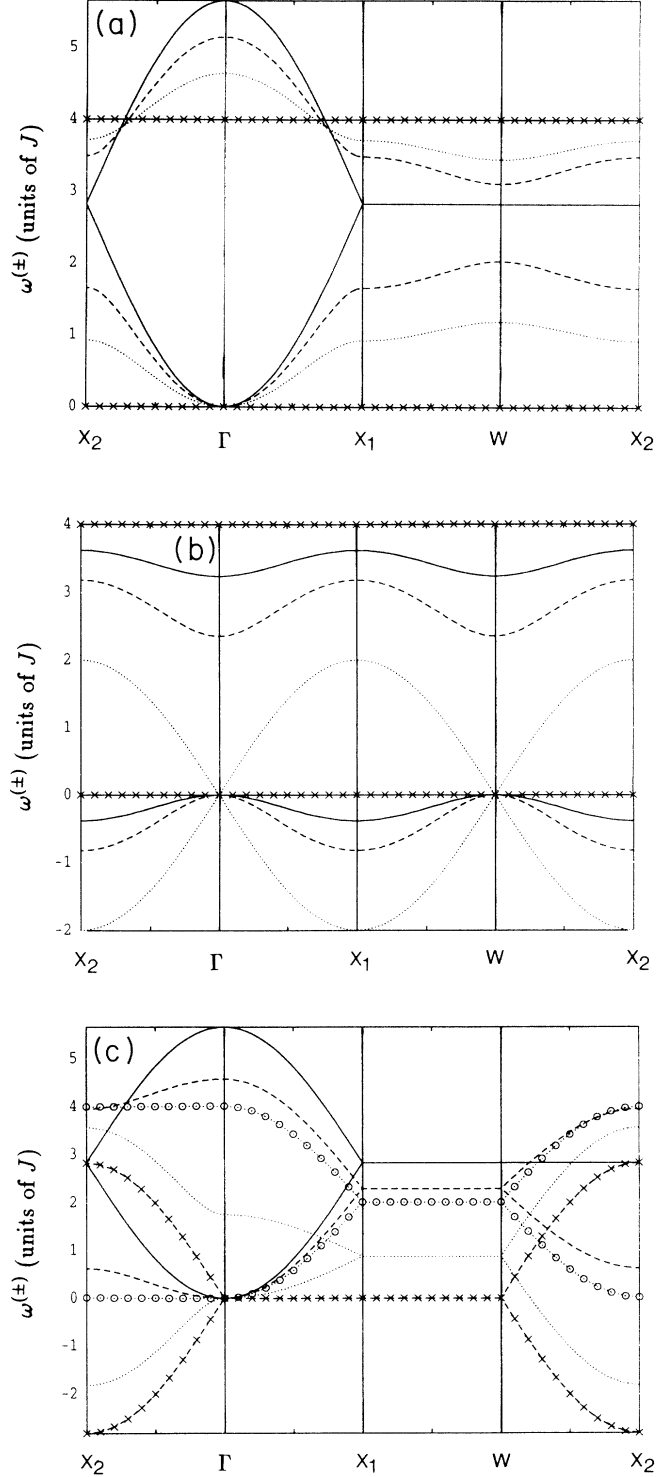 (a)
5
4
3
2
1
0
ω(±) (units of J)
X2 Γ X1 W X2
(b)
4
3
2
1
0
-1
-2
ω(±) (units of J)
X2 Γ X1 W X2
(c)
5
4
3
2
1
0
-1
-2
ω(±) (units of J)
X2 Γ X1 W X2